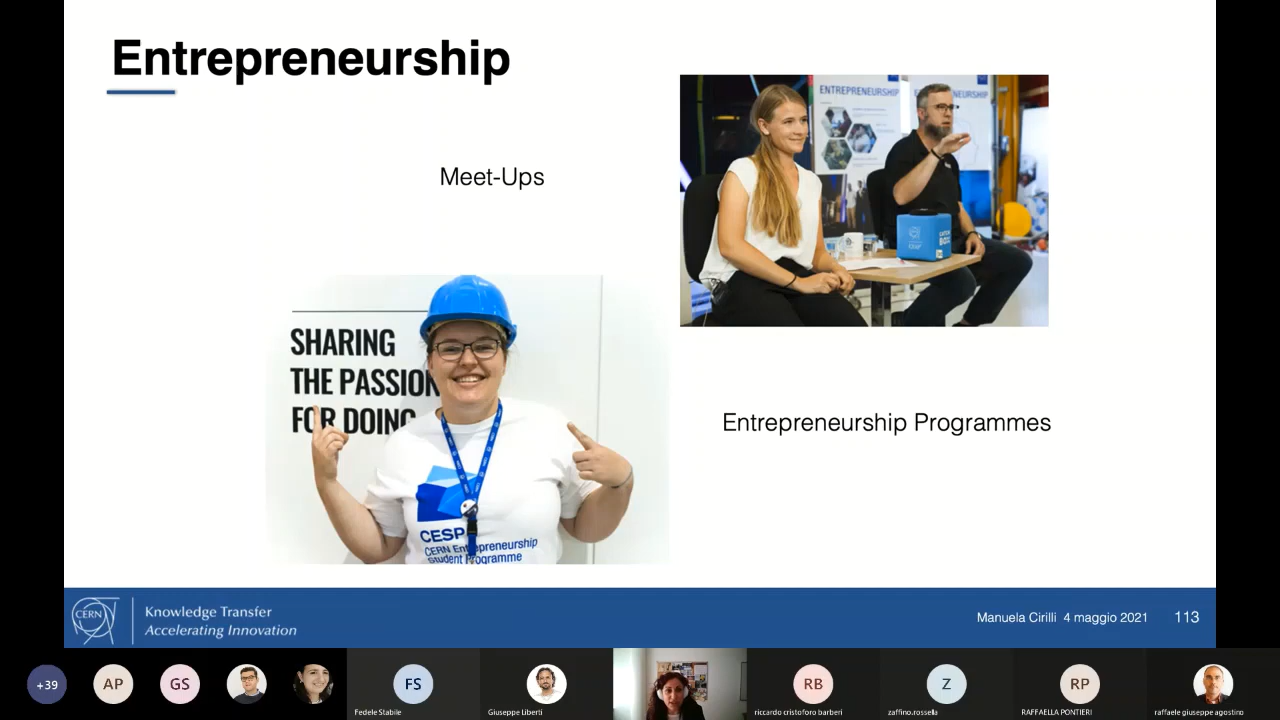 Entrepreneurship
ENTREPRENEURSHIP
Meet-Ups
SHARING
THE PASSION
FOR DOING
CESP
CERN Entrepreneurship
Student Programme
Entrepreneurship Programmes
CERN
Knowledge Transfer
Accelerating Innovation
Manuela Cirilli 4 maggio 2021
113
+39
AP
GS
FS
Fedele Stabile
Giuseppe Liberti
RB
riccardo cristoforo barberi
Z
zaffino.rossella
RP
RAFFAELLA PONTIERI
raffaele giuseppe agostino